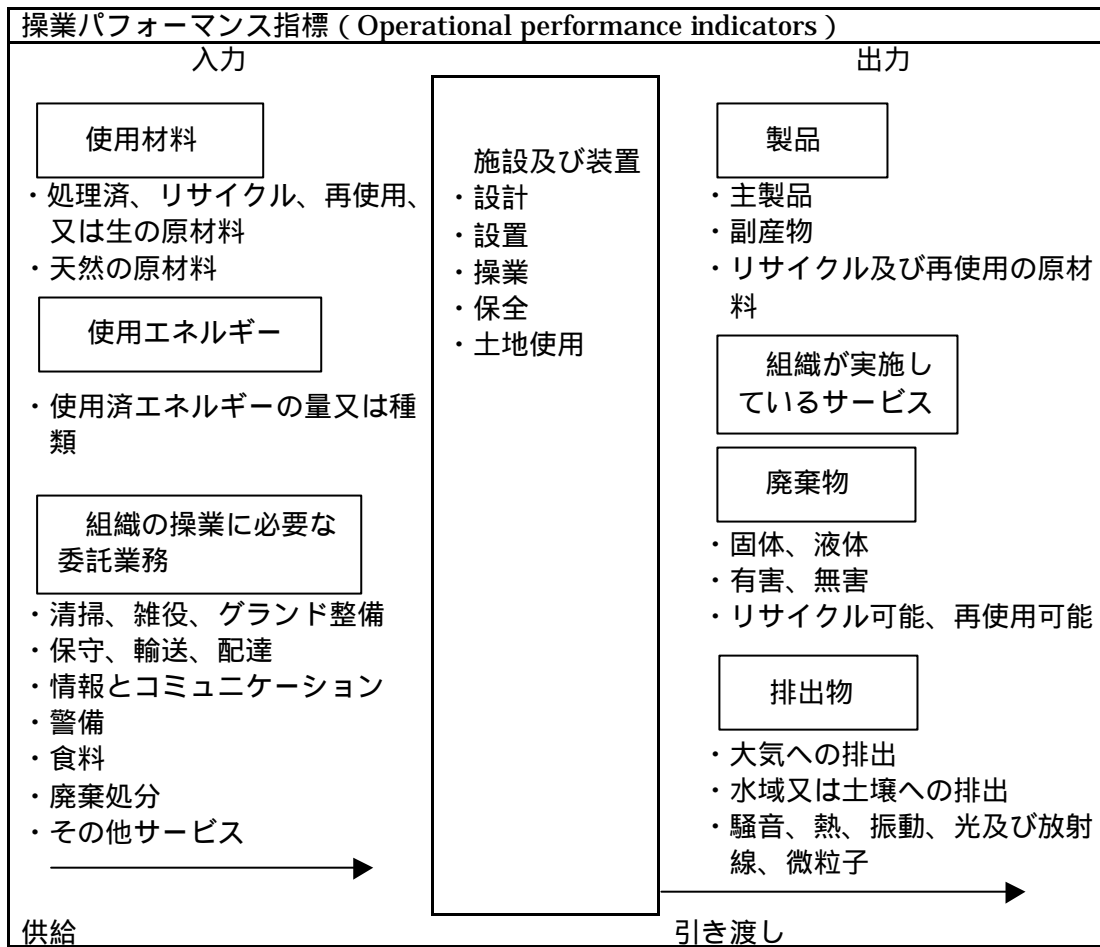 操業パフォーマンス指標（Operational performance indicators）
入力
使用材料
・処理済、リサイクル、再使用、
又は生の原材料
・天然の原材料
使用エネルギー
・使用済エネルギーの量又は種
類
組織の操業に必要な
委託業務
・清掃、雑役、グランド整備
・保守、輸送、配達
・情報とコミュニケーション
・警備
・食料
・廃棄処分
・その他サービス
供給
施設及び装置
・設計
・設置
・操業
・保全
・土地使用
出力
製品
・主製品
・副産物
・リサイクル及び再使用の原材
料
組織が実施し
ているサービス
廃棄物
・固体、液体
・有害、無害
・リサイクル可能、再使用可能
排出物
・大気への排出
・水域又は土壌への排出
・騒音、熱、振動、光及び放射
線、微粒子
引き渡し